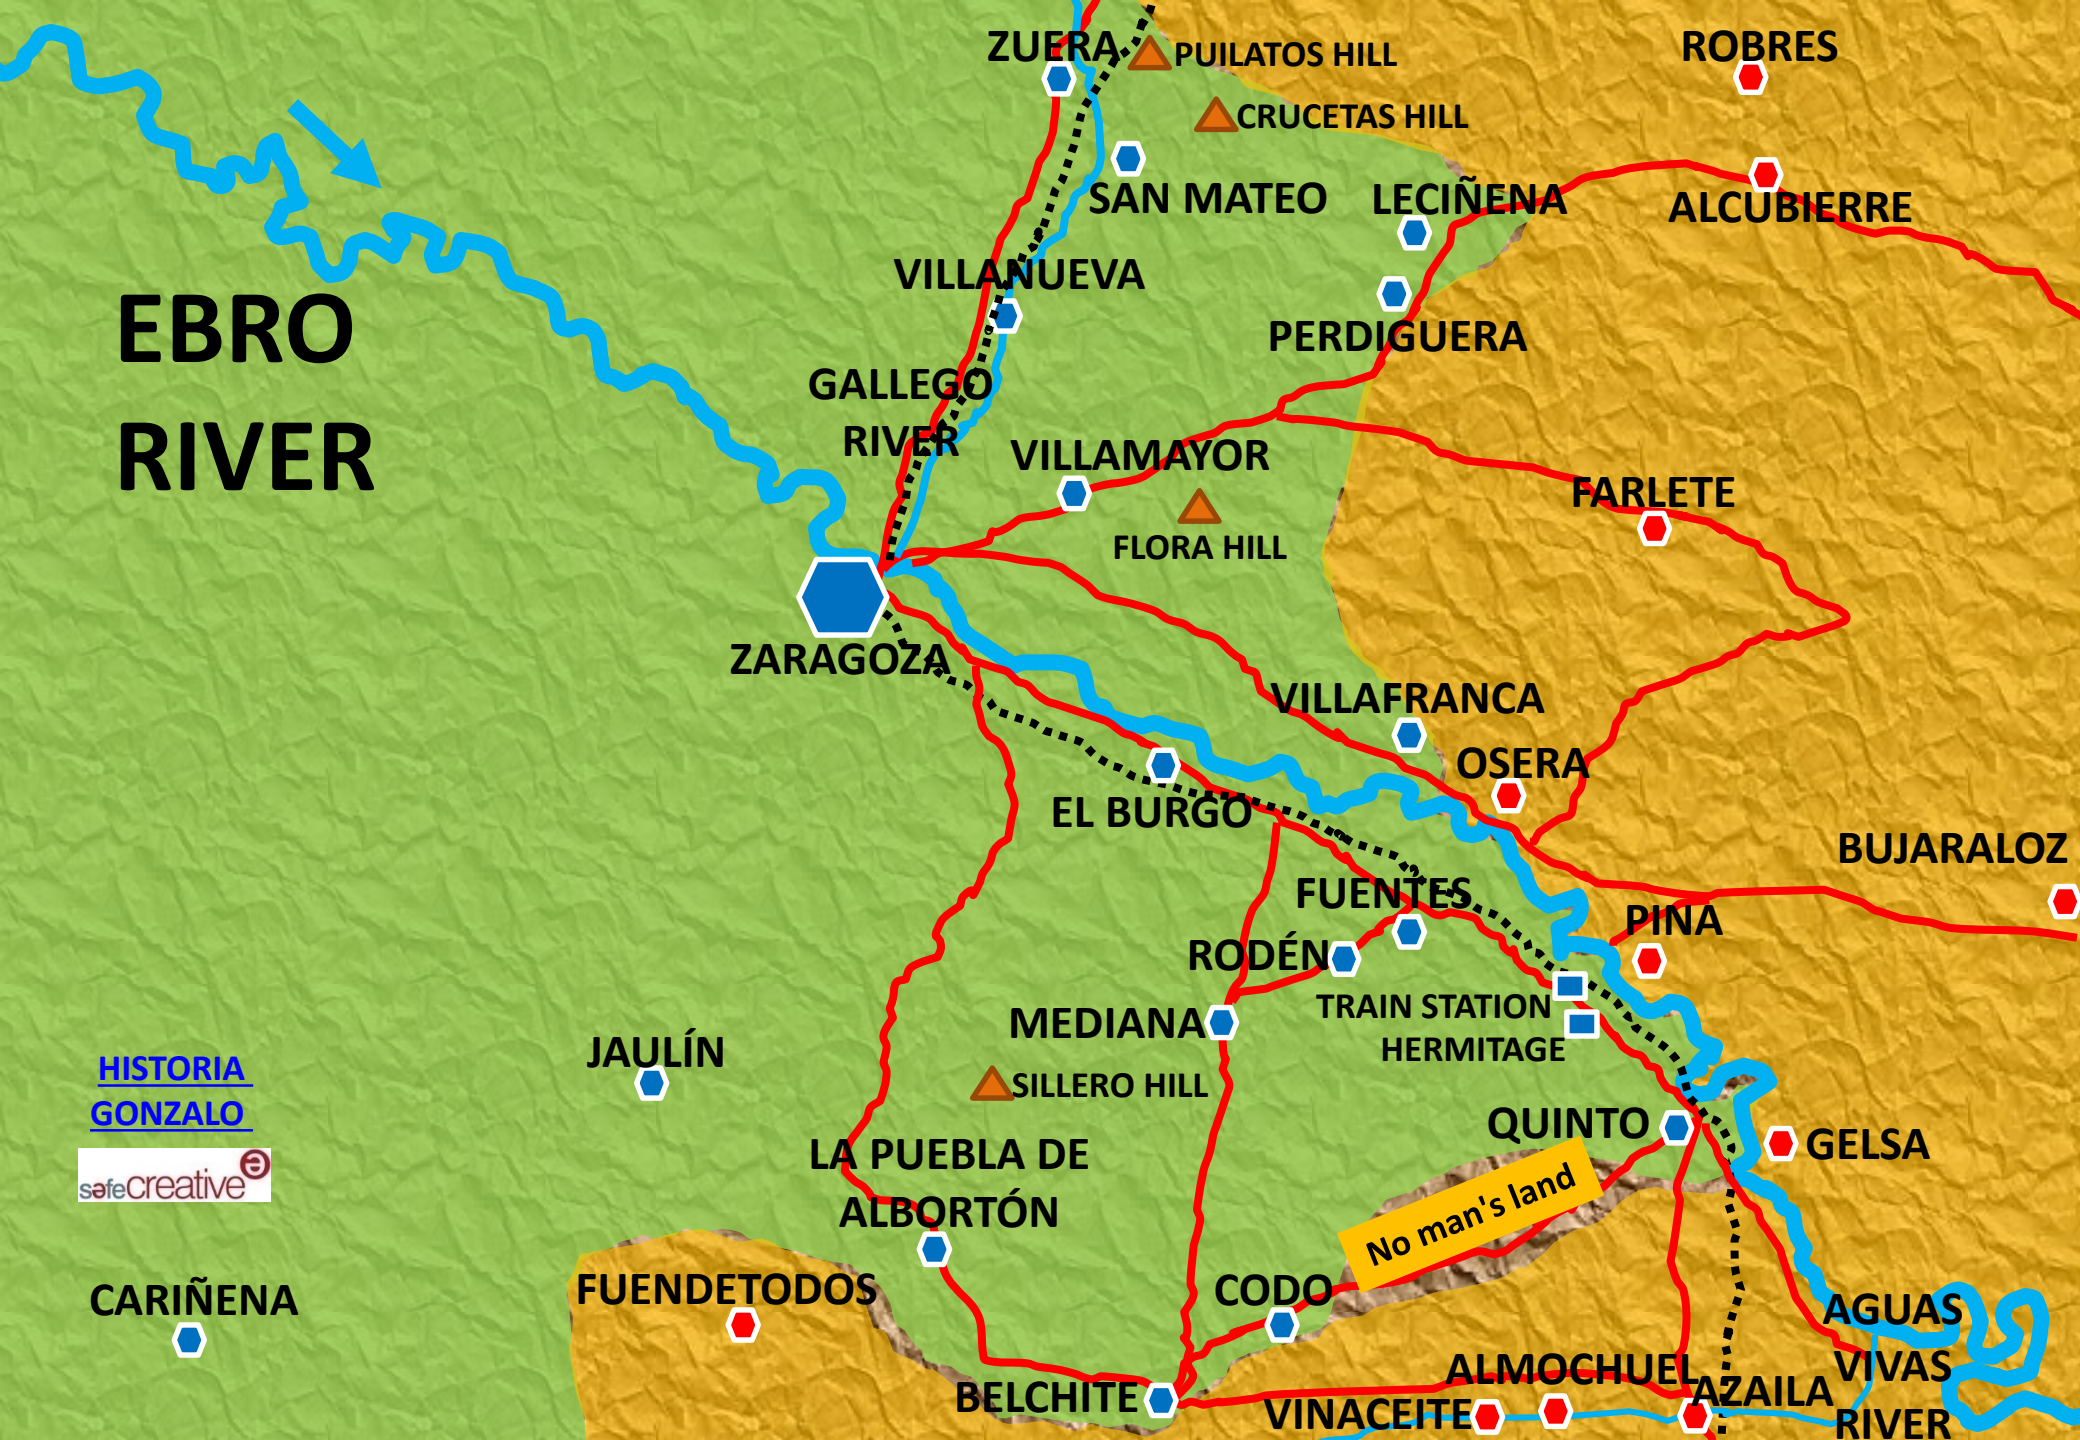 ZUERA
PUILATOS HILL
ROBRES
CRUCETAS HILL
SAN MATEO
LECIÑENA
ALCUBIERRE
VILLANUEVA
EBRO
RIVER
PERDIGUERA
GALLEGO
RIVER
VILLAMAYOR
FARLETE
FLORA HILL
ZARAGOZA
VILLAFRANCA
OSERA
EL BURGO
BUJARALOZ
FUENTES
PINA
RODÉN
TRAIN STATION
MEDIANA
HERMITAGE
JAULÍN
HISTORIA
GONZALO
SILLERO HILL
QUINTO
GELSA
LA PUEBLA DE
ALBORTÓN
safecreative
No man's land
FUENDETODOS
CODO
CARIÑENA
AGUAS
VIVAS
RIVER
ALMOCHUEL
AZAILA
BELCHITE
VINACEITE